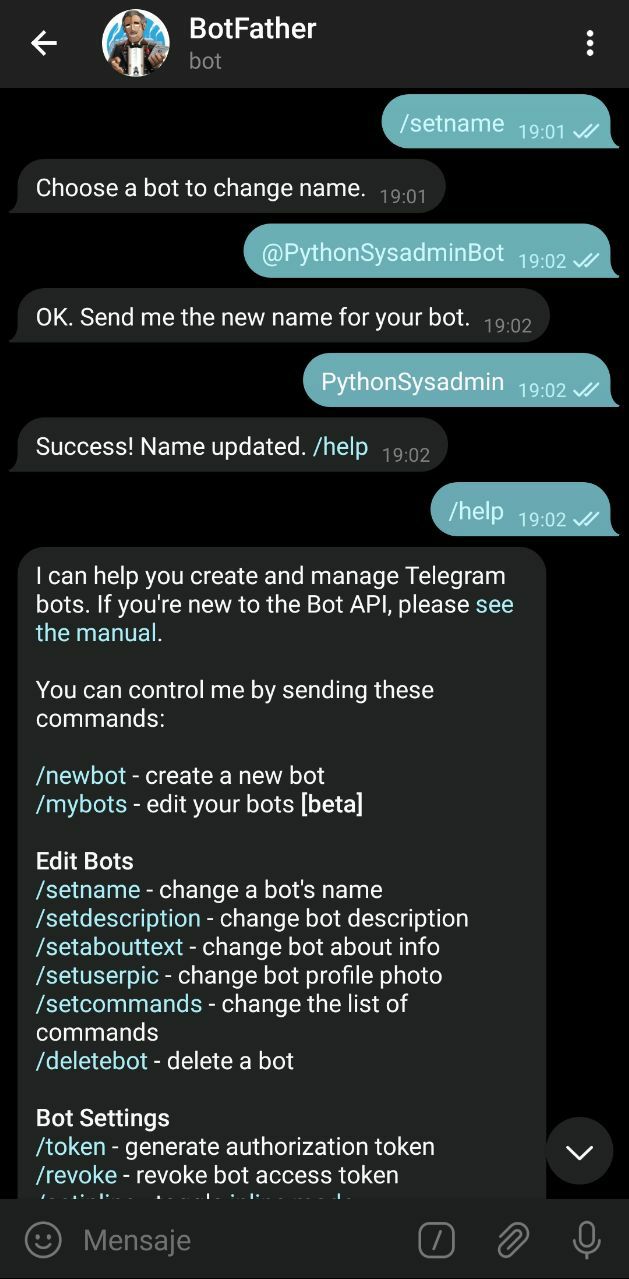 BotFather
bot
/setname 19:01
Choose a bot to change name. 19:01
@PythonSysadminBot 19:02
OK. Send me the new name for your bot. 19:02
PythonSysadmin 19:02
Success! Name updated. /help 19:02
/help 19:02
I can help you create and manage Telegram
bots. If you're new to the Bot API, please see
the manual.
You can control me by sending these
commands:
/newbot - create a new bot
/mybots - edit your bots [beta]
Edit Bots
/setname - change a bot's name
/setdescription - change bot description
/setabouttext - change bot about info
/setuserpic - change bot profile photo
/setcommands - change the list of
commands
/deletebot - delete a bot
Bot Settings
/token - generate authorization token
/revoke - revoke bot access token
Mensaje